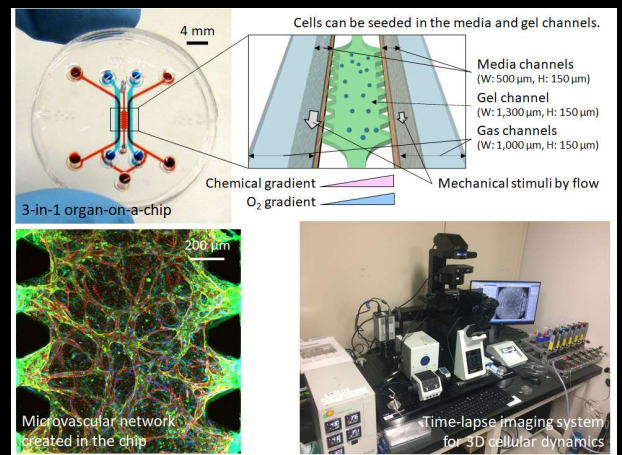 Cells can be seeded in the media and gel channels.
4 mm
Media channels
(W: 500 μm, H: 150 μm)
Gel channel
(W: 1,300 μm, H: 150 μm)
Gas channels
(W: 1,000 μm, H: 150 μm)
Chemical gradient
Mechanical stimuli by flow
O₂ gradient
3-in-1 organ-on-a-chip
200 μm
Microvascular network
created in the chip
Time-lapse imaging system
for 3D cellular dynamics